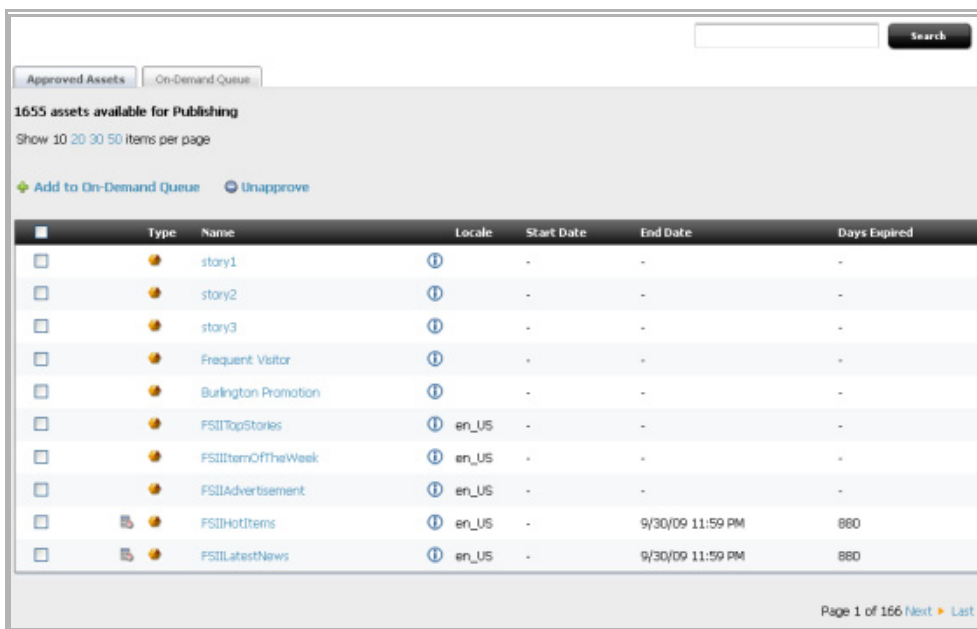 Search
Approved Assets On-Demand Queue
1655 assets available for Publishing
Show 10 20 30 50 items per page
Add to On-Demand Queue Unapprove
Type Name Locale Start Date End Date Days Expired
story1 - - -
story2 - - -
story3 - - -
Frequent Visitor - - -
Burlington Promotion - - -
FSIITopStories en_US - - -
FSIIItemOfTheWeek en_US - - -
FSIIAdvertisement en_US - - -
FSIIHotItems en_US - 9/30/09 11:59 PM 880
FSIILatestNews en_US - 9/30/09 11:59 PM 880
Page 1 of 166 Next Last